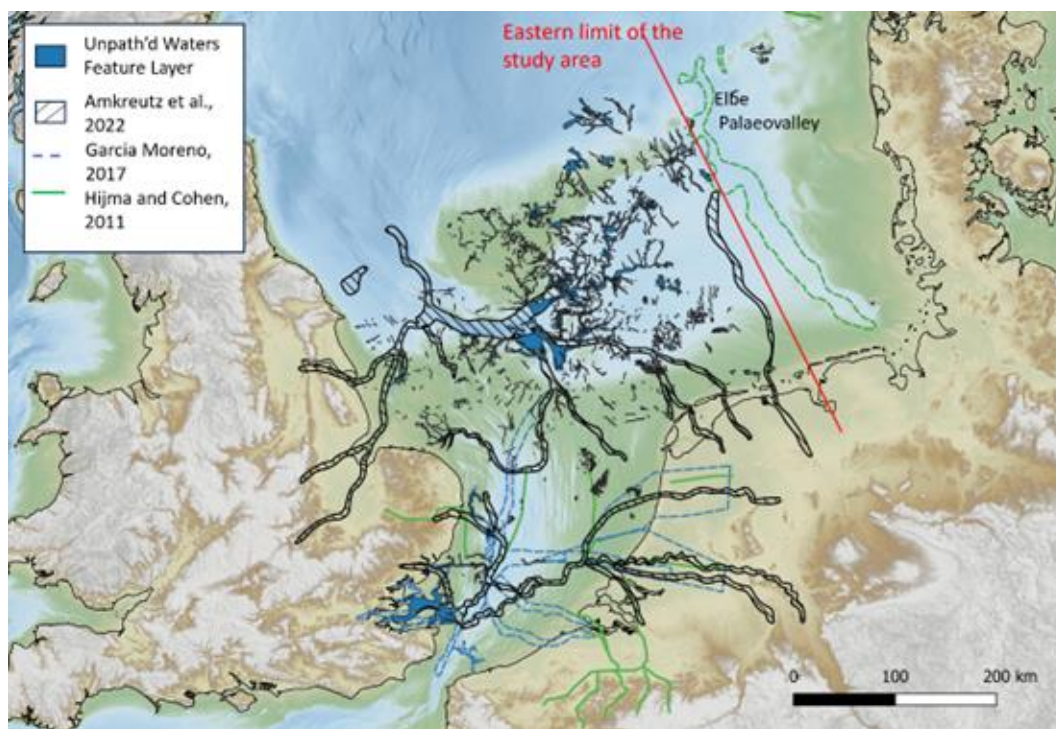 Unpath'd Waters
Feature Layer
Amkreutz et al.,
2022
Garcia Moreno,
2017
Hijma and Cohen,
2011
Eastern limit of the
study area
Elbe
Palaeovalley
0 100 200 km